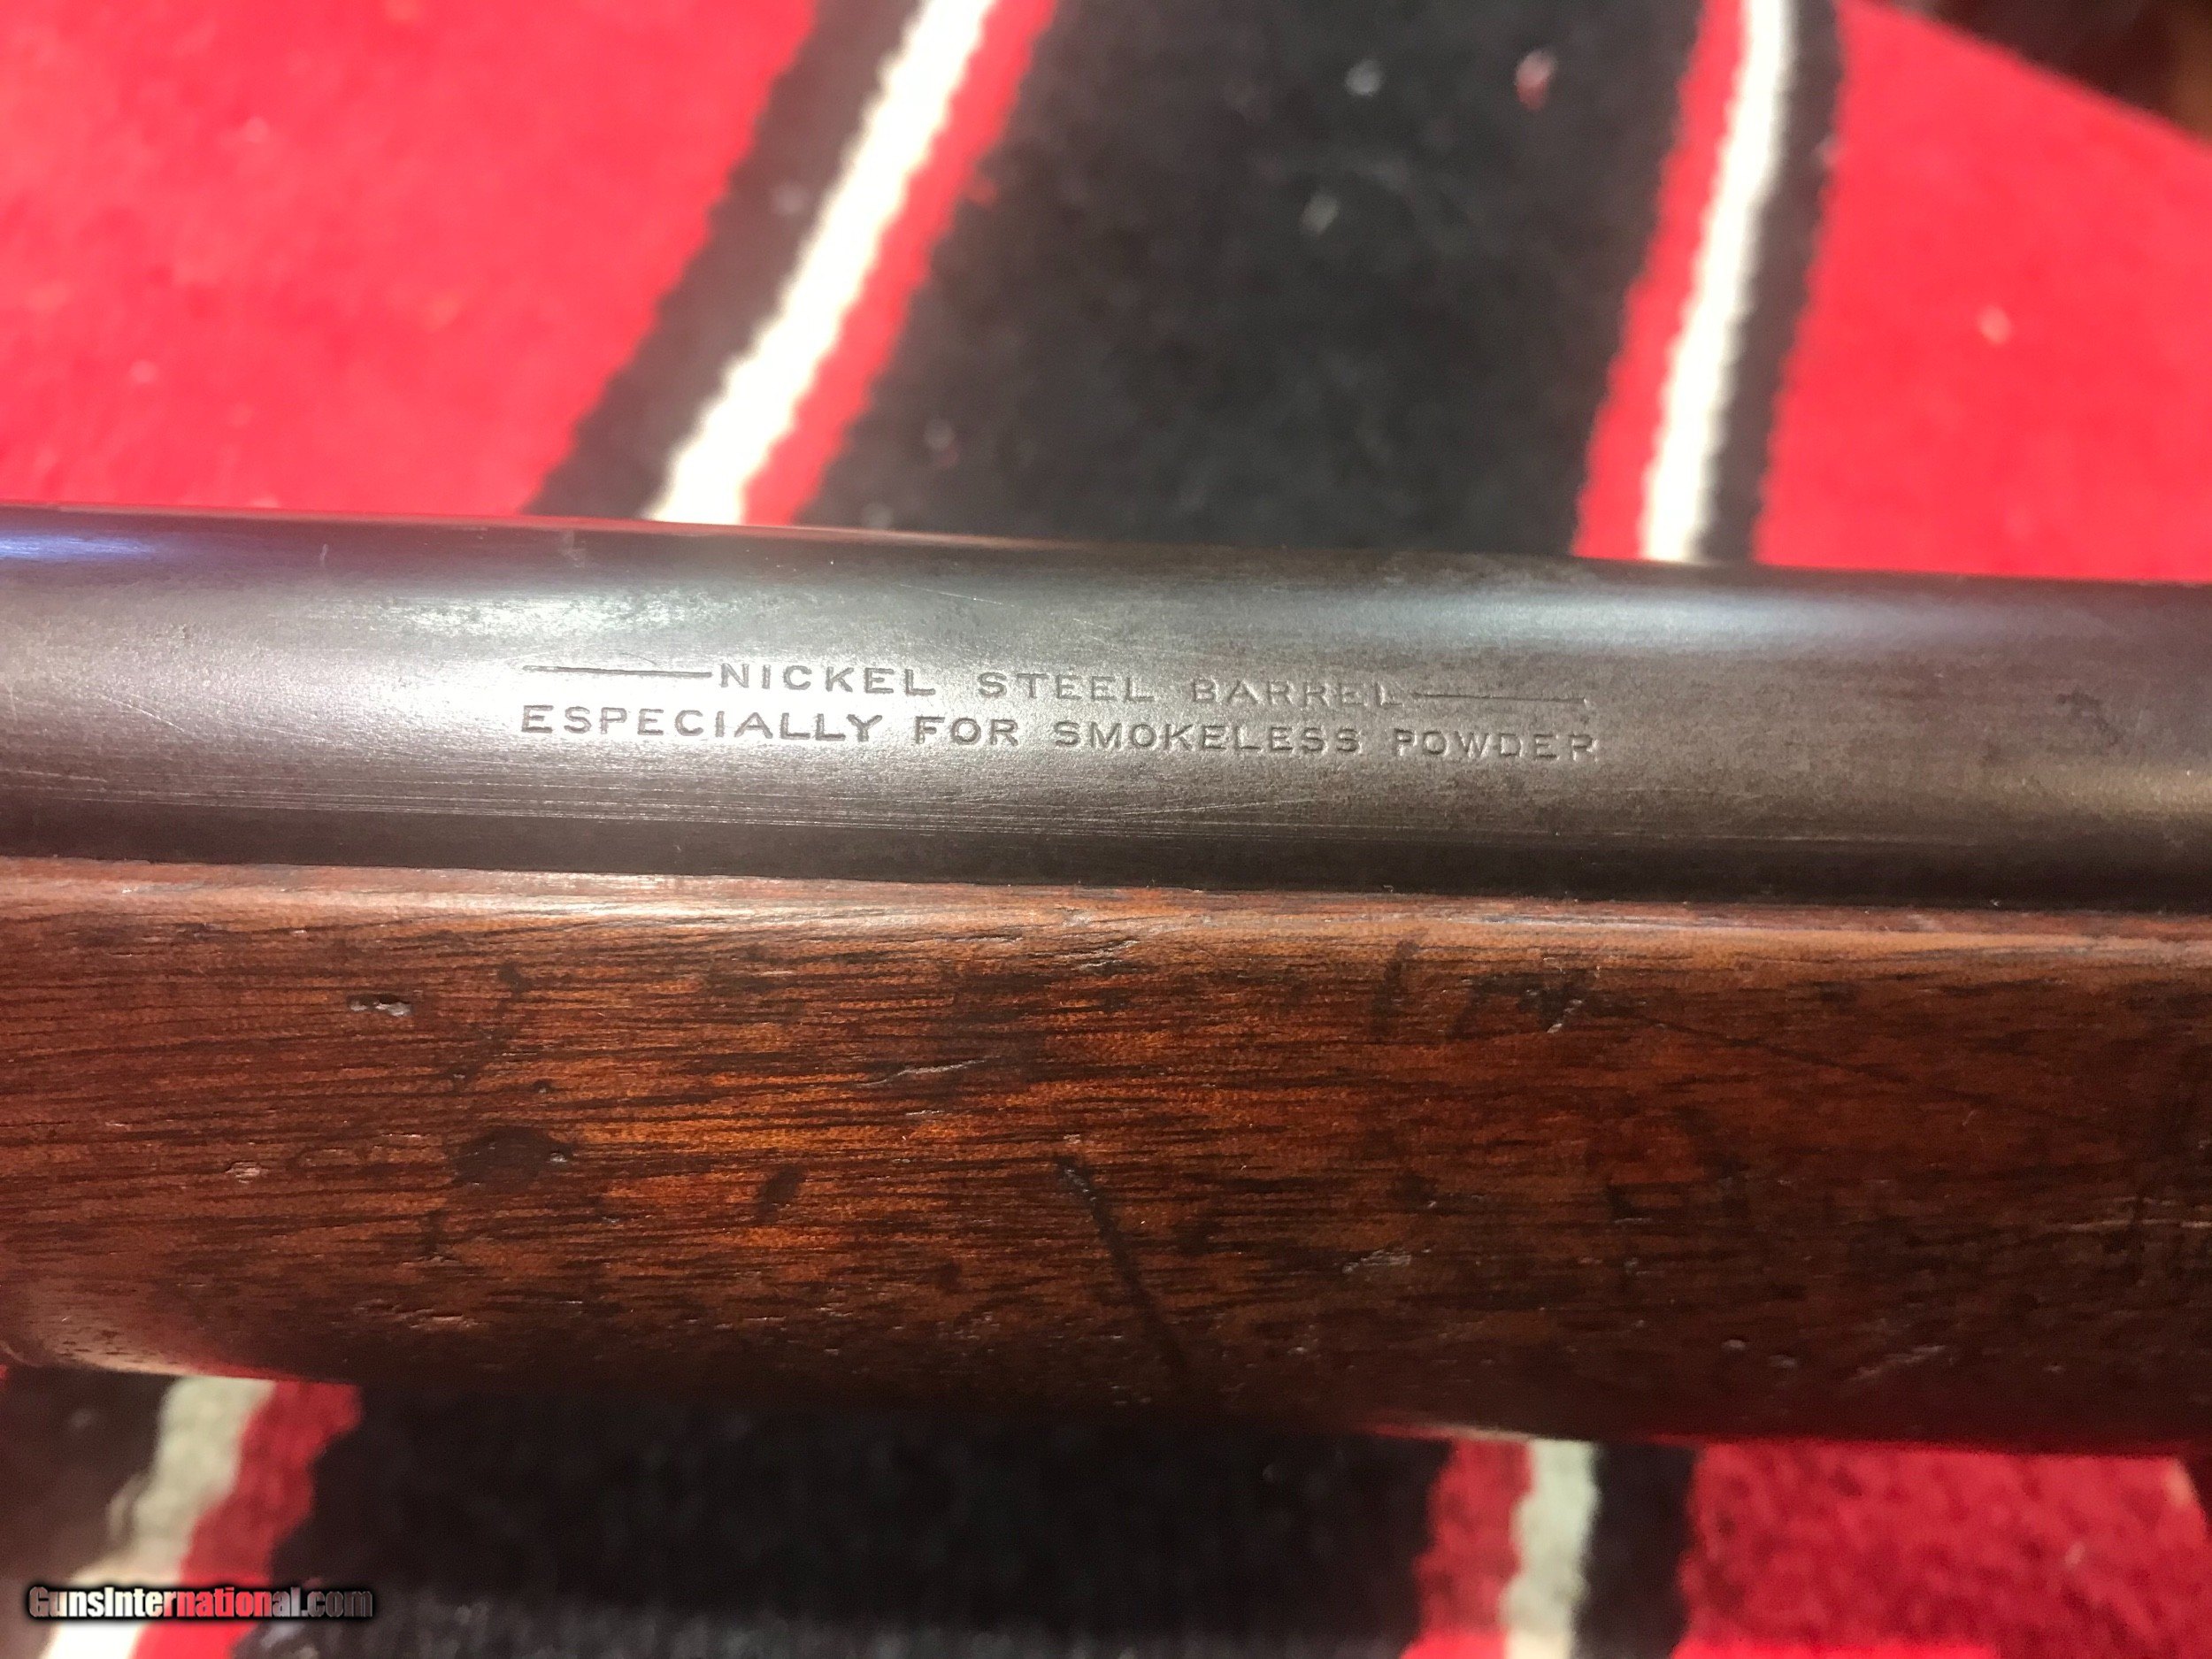 NICKEL STEEL BARREL
ESPECIALLY FOR SMOKELESS POWDER
GunsInternational.com